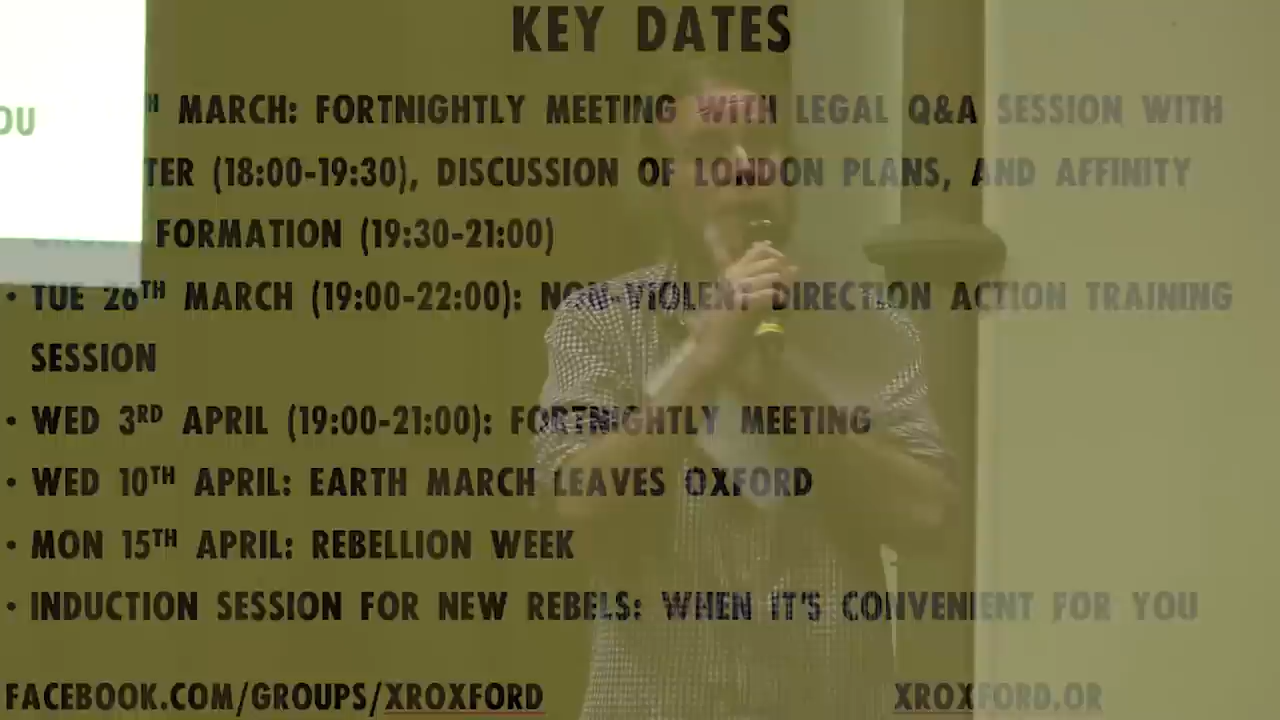 KEY DATES
MARCH: FORTNIGHTLY MEETING WITH LEGAL Q&A SESSION WITH
(18:00-19:30), DISCUSSION OF LONDON PLANS, AND AFFINITY
FORMATION (19:30-21:00)
• TUE 26TH MARCH (19:00-22:00): NON-VIOLENT DIRECTION ACTION TRAINING
SESSION
• WED 3RD APRIL (19:00-21:00): FORTNIGHTLY MEETING
• WED 10TH APRIL: EARTH MARCH LEAVES OXFORD
• MON 15TH APRIL: REBELLION WEEK
• INDUCTION SESSION FOR NEW REBELS: WHEN IT'S CONVENIENT FOR YOU
FACEBOOK.COM/GROUPS/XROXFORD XROXFORD.OR